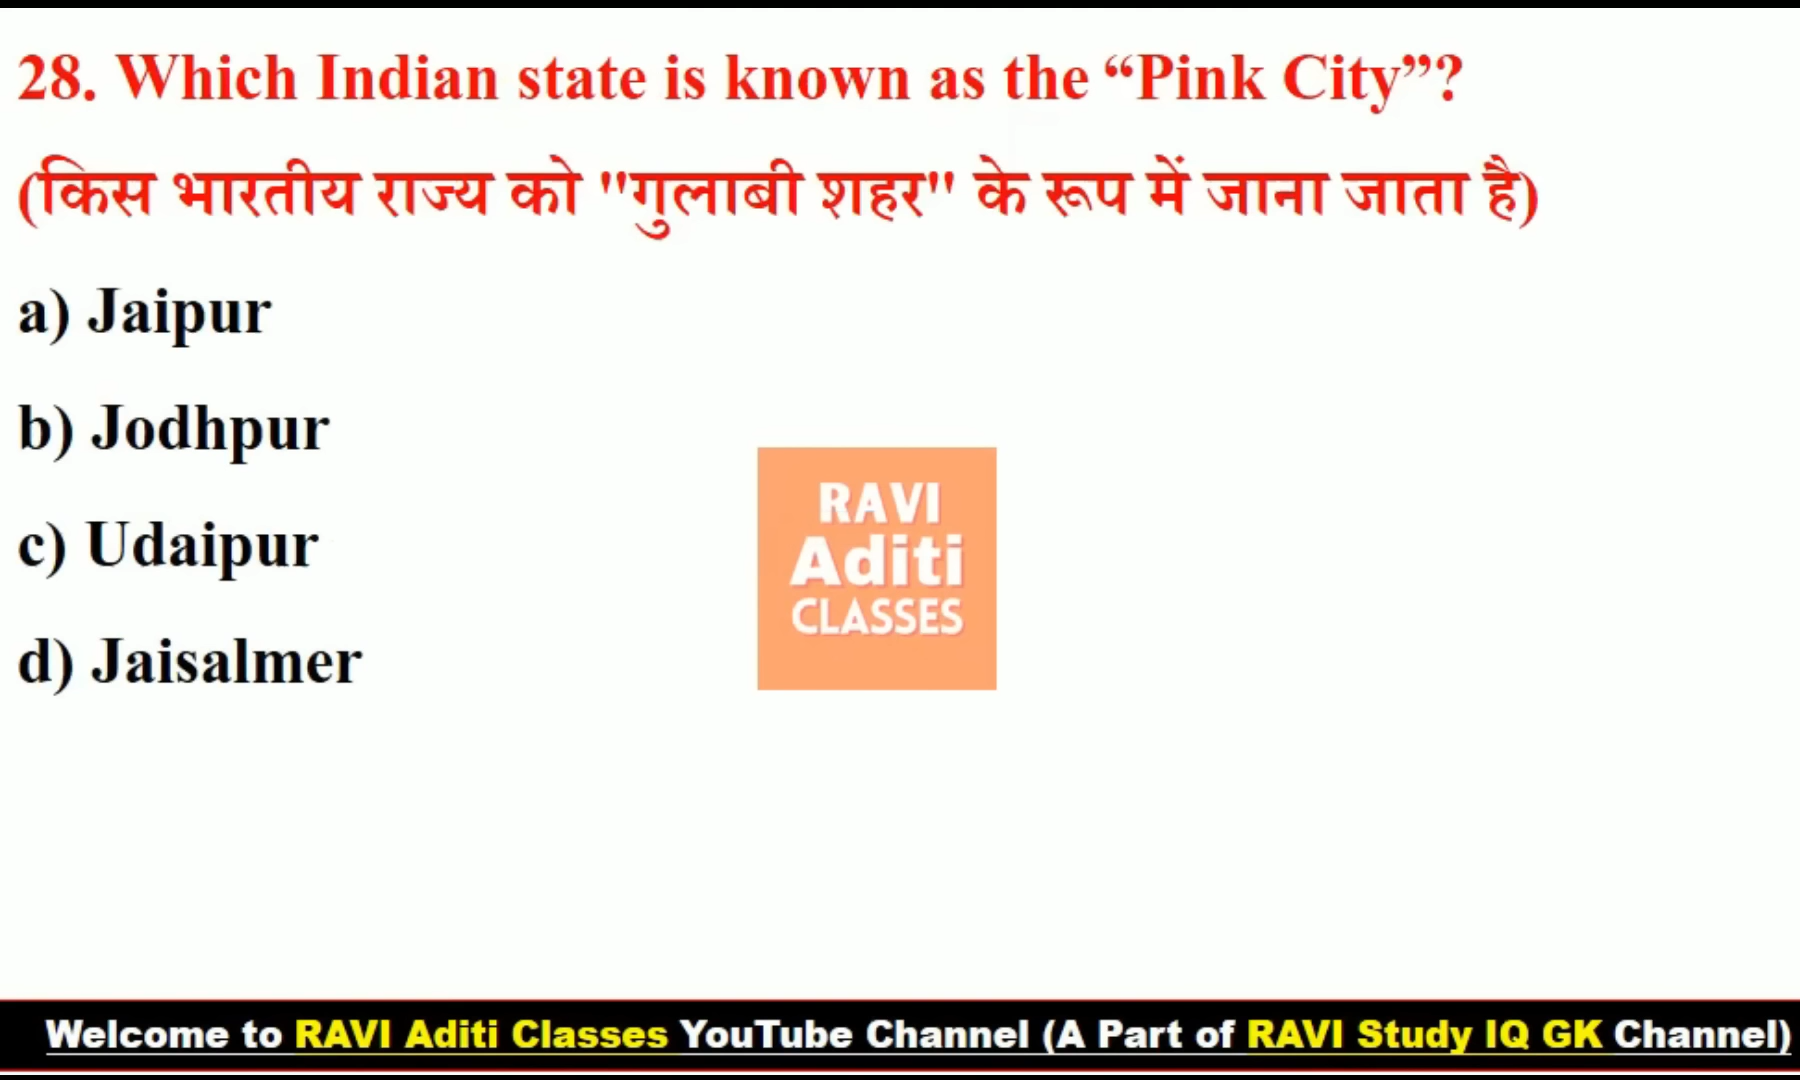 28. Which Indian state is known as the “Pink City”?
(किस भारतीय राज्य को "गुलाबी शहर" के रूप में जाना जाता है)
a) Jaipur
b) Jodhpur
c) Udaipur
d) Jaisalmer
RAVI
Aditi
CLASSES
Welcome to RAVI Aditi Classes YouTube Channel (A Part of RAVI Study IQ GK Channel)